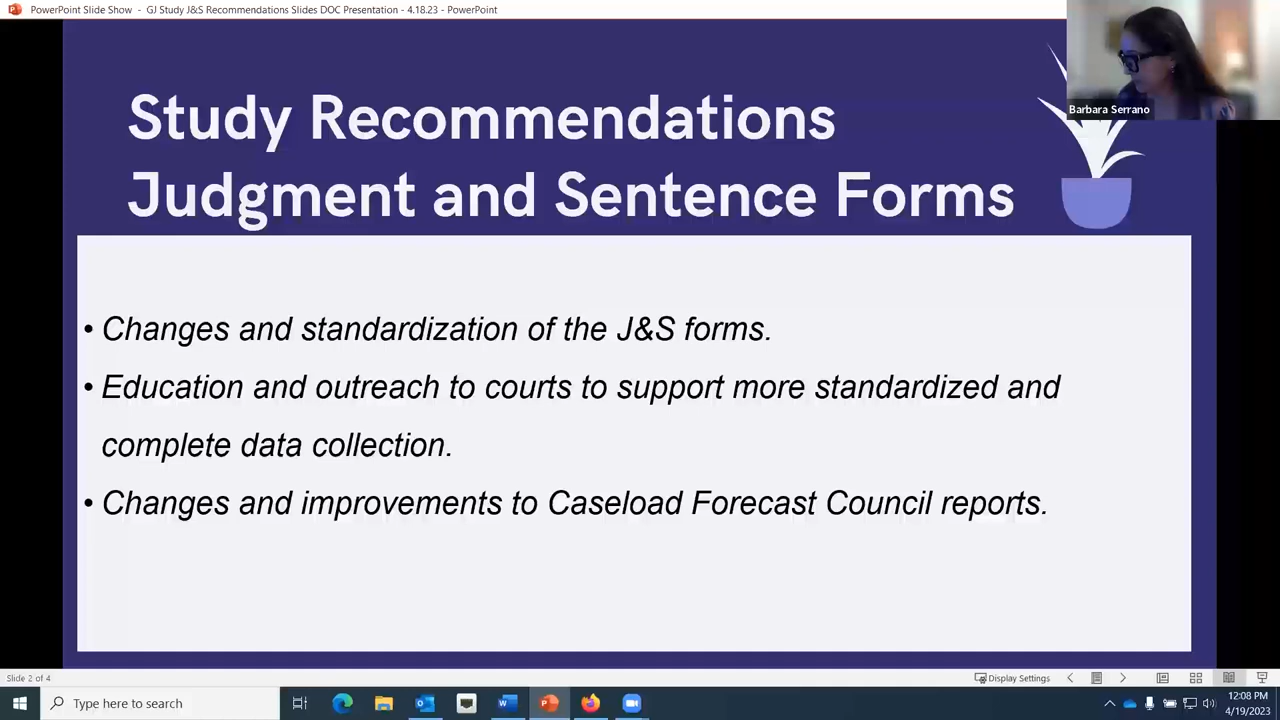 PowerPoint Slide Show - GJ Study J&S Recommendations Slides DOC Presentation - 4.18.23 - PowerPoint
Barbara Serrano
Study Recommendations
Judgment and Sentence Forms
• Changes and standardization of the J&S forms.
• Education and outreach to courts to support more standardized and
complete data collection.
• Changes and improvements to Caseload Forecast Council reports.
Slide 2 of 4
Display Settings
Type here to search
12:08 PM
4/19/2023